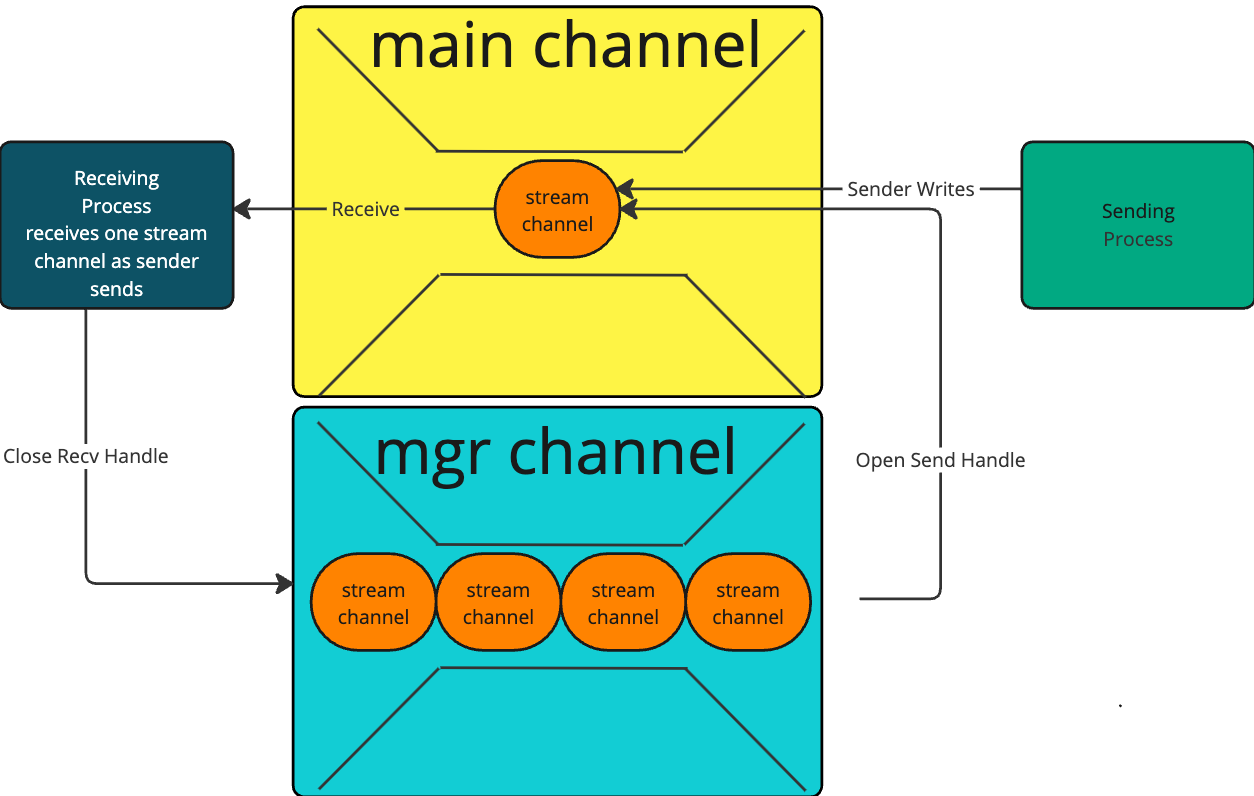 main channel
Receiving
Process
receives one stream
channel as sender
sends
Receive
stream
channel
Sender Writes
Sending
Process
Close Recv Handle
Open Send Handle
mgr channel
stream
channel
stream
channel
stream
channel
stream
channel